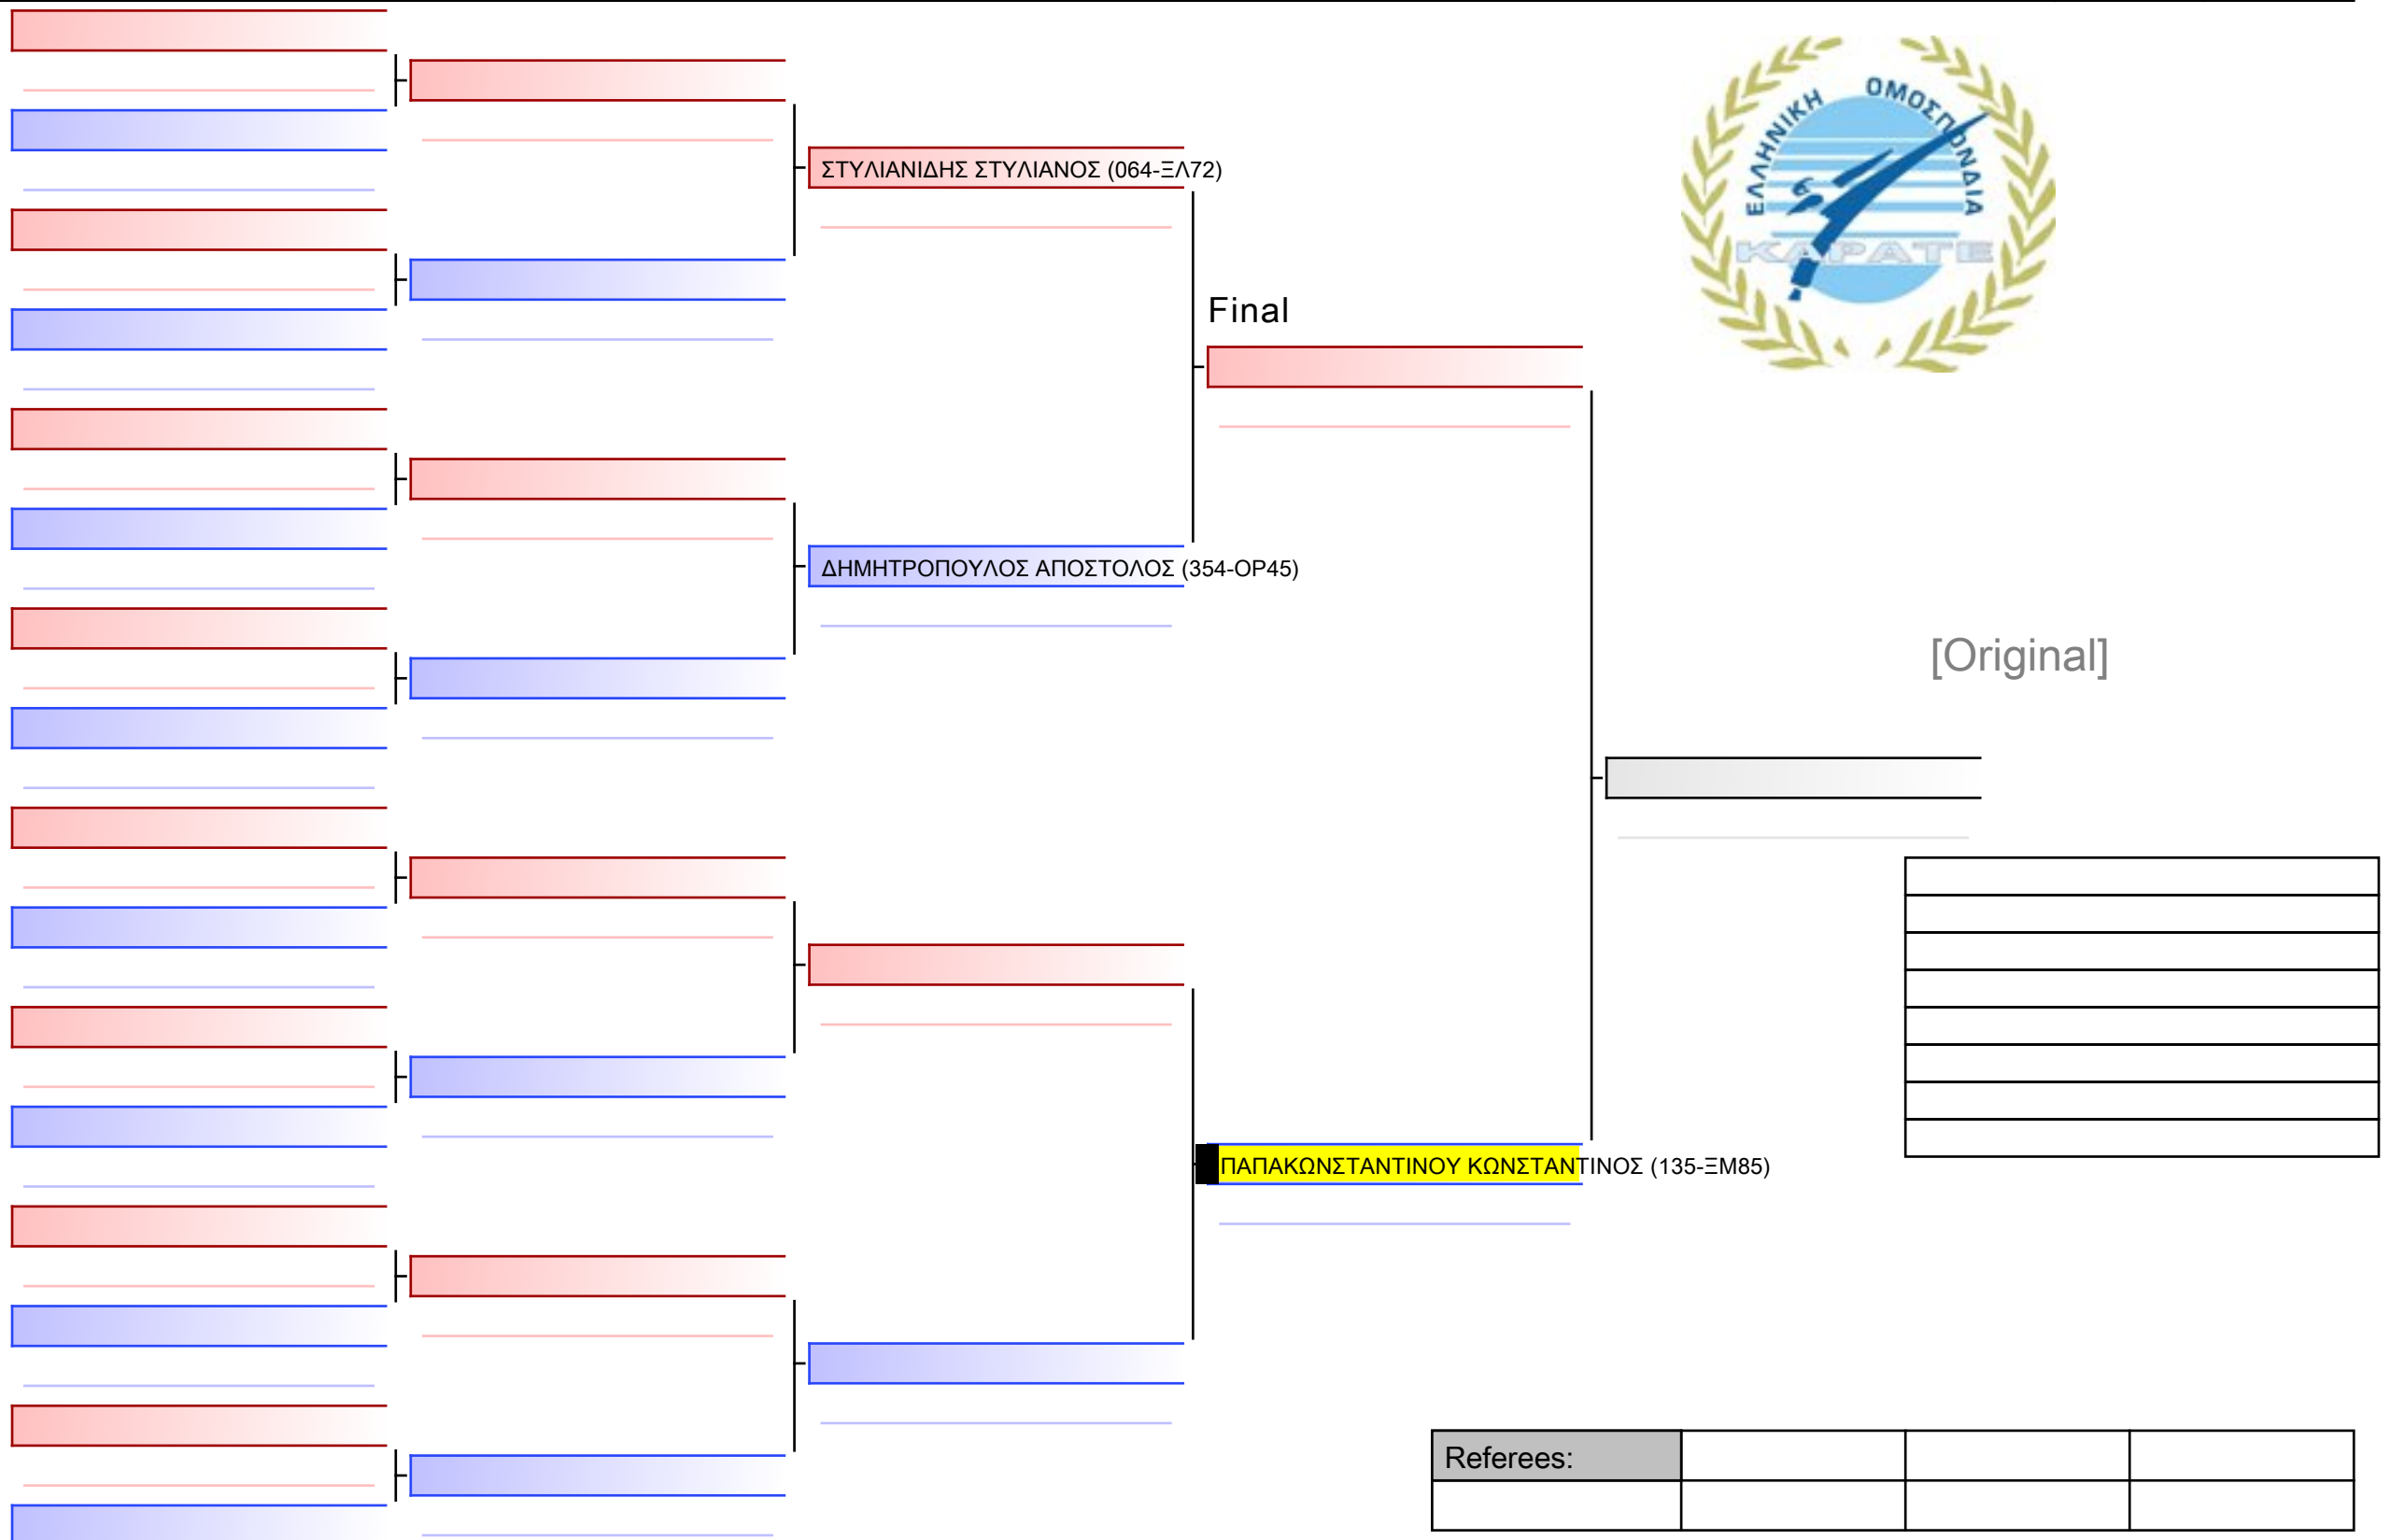 ΕΛΛΗΝΙΚΗ ΟΜΟΣΠΟΝΔΙΑ
ΚΑΡΑΤΕ
ΣΤΥΛΙΑΝΙΔΗΣ ΣΤΥΛΙΑΝΟΣ (064-ΞΛ72)
Final
ΔΗΜΗΤΡΟΠΟΥΛΟΣ ΑΠΟΣΤΟΛΟΣ (354-ΟΡ45)
[Original]
ΠΑΠΑΚΩΝΣΤΑΝΤΙΝΟΥ ΚΩΝΣΤΑΝΤΙΝΟΣ (135-ΞΜ85)
Referees: